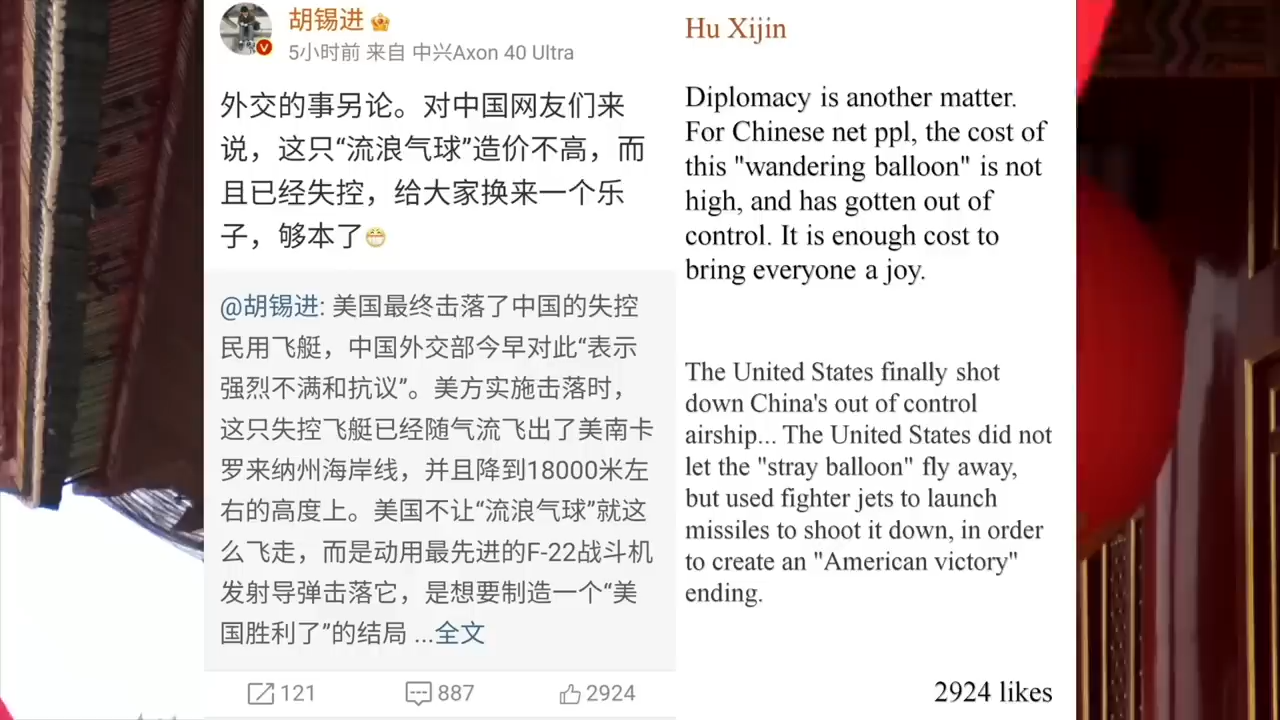 胡锡进
5小时前 来自 中兴Axon 40 Ultra
外交的事另论。对中国网友们来
说，这只“流浪气球”造价不高，而
且已经失控，给大家换来一个乐
子，够本了
@胡锡进: 美国最终击落了中国的失控
民用飞艇，中国外交部今早对此“表示
强烈不满和抗议”。美方实施击落时，
这只失控飞艇已经随气流飞出了美南卡
罗来纳州海岸线，并且降到18000米左
右的高度上。美国不让“流浪气球”就这
么飞走，而是动用最先进的F-22战斗机
发射导弹击落它，是想要制造一个“美
国胜利了”的结局 ...全文
121 887 2924
Hu Xijin
Diplomacy is another matter.
For Chinese net ppl, the cost of
this "wandering balloon" is not
high, and has gotten out of
control. It is enough cost to
bring everyone a joy.
The United States finally shot
down China's out of control
airship... The United States did not
let the "stray balloon" fly away,
but used fighter jets to launch
missiles to shoot it down, in order
to create an "American victory"
ending.
2924 likes